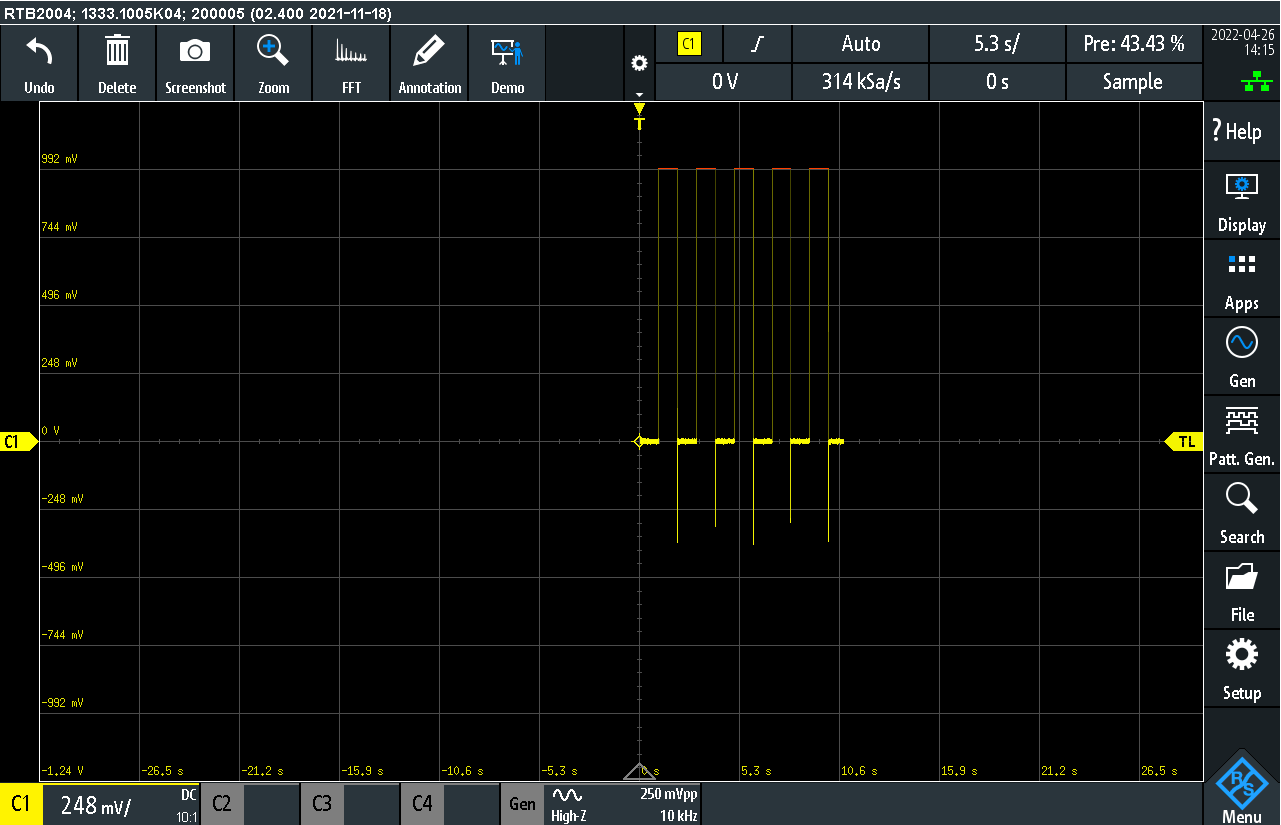 RTB2004; 1333.1005K04; 200005 (02.400 2021-11-18)
Undo
Delete
Screenshot
Zoom
FFT
Annotation
Demo
C1
Auto
5.3 s/
Pre: 43.43 %
0 V
314 kSa/s
0 s
Sample
2022-04-26
14:15
? Help
Display
Apps
Gen
Patt. Gen.
Search
File
Setup
Menu
R S
T
992 mV
744 mV
496 mV
248 mV
0 V
C1
TL
-248 mV
-496 mV
-744 mV
-992 mV
-1.24 V
-26.5 s
-21.2 s
-15.9 s
-10.6 s
-5.3 s
0 s
5.3 s
10.6 s
15.9 s
21.2 s
26.5 s
C1
248 mV/
DC
10:1
C2
C3
C4
Gen
High-Z
250 mVpp
10 kHz